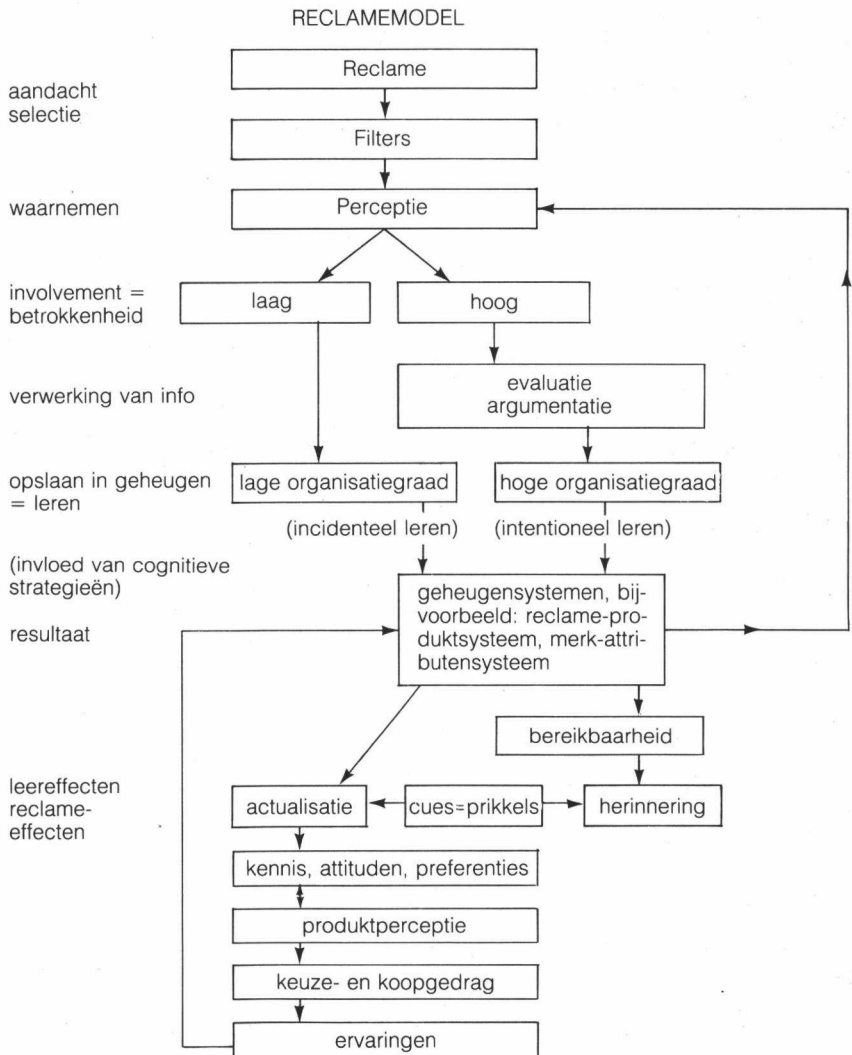 RECLAMEMODEL
Reclame
aandacht
selectie
Filters
waarnemen
Perceptie
involvement =
betrokkenheid
laag
hoog
verwerking van info
evaluatie
argumentatie
opslaan in geheugen
= leren
lage organisatiegraad
hoge organisatiegraad
(incidenteel leren)
(intentioneel leren)
(invloed van cognitieve
strategieën)
geheugensystemen, bij-
voorbeeld: reclame-pro-
duktsysteem, merk-attri-
butensysteem
resultaat
bereikbaarheid
leereffecten
reclame-
effecten
actualisatie
cues=prikkels
herinnering
kennis, attituden, preferenties
produktperceptie
keuze- en koopgedrag
ervaringen